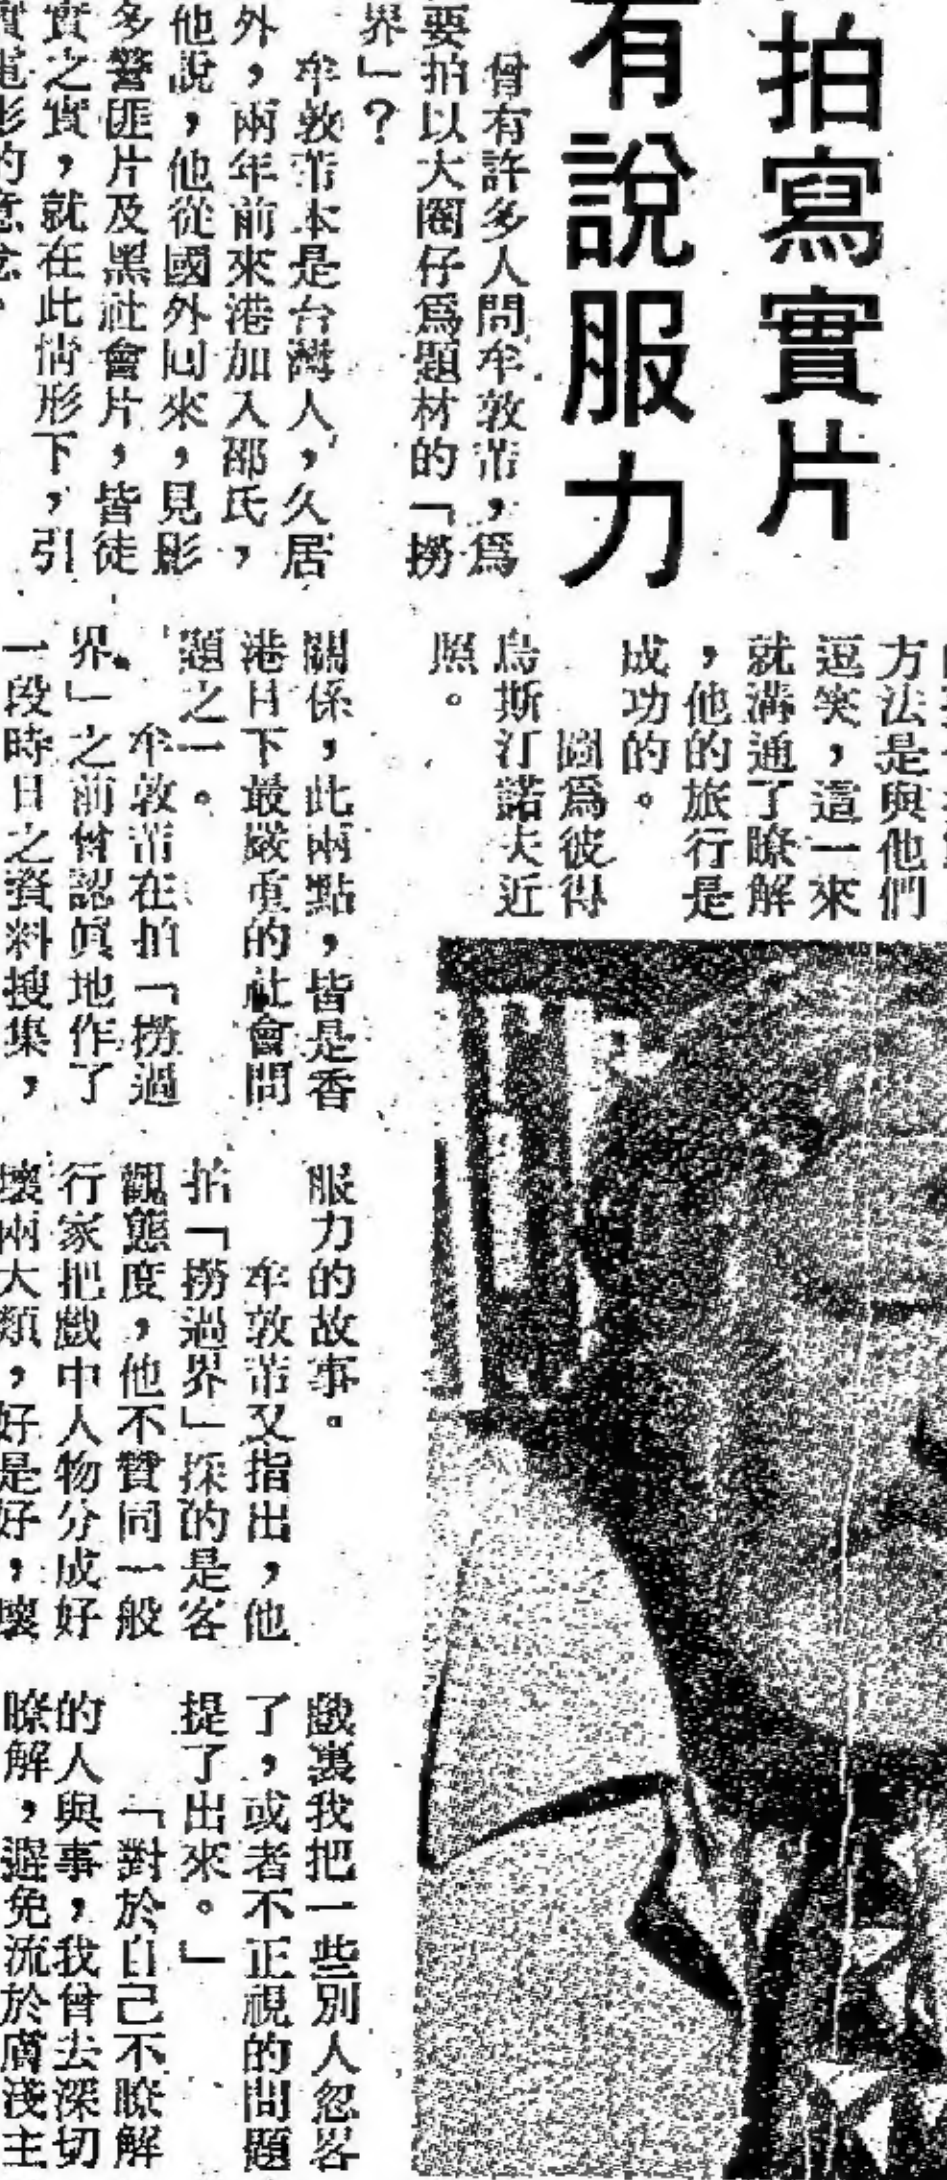 拍寫實片
有說服力
曾有許多人問牟敦芾，爲
要拍以大圈仔爲題材的「撈
界」？
牟敦芾本是台灣人，久居
外，兩年前來港加入邵氏，
他說，他從國外回來，見影
多警匪片及黑社會片，皆徒
實之實，就在此情形下，引
實電影的意念，
方法是與他們
逗笑，這一來
就溝通了瞭解
，他的旅行是
成功的。
圖爲彼得
烏斯汀諾夫近
照。
關係，此兩點，皆是香
港目下最嚴重的社會問
題之一。
牟敦芾在拍「撈過
界」之前曾認眞地作了
一段時日之資料搜集，
服力的故事。
牟敦芾又指出，他
拍「撈過界」採的是客
觀態度，他不贊同一般
行家把戲中人物分成好
壞兩大類，好是好，壞
戲裏我把一些別人忽畧
了，或者不正視的問題
提了出來。」
「對於自己不瞭解
的人與事，我曾去深切
瞭解，避免流於膚淺主